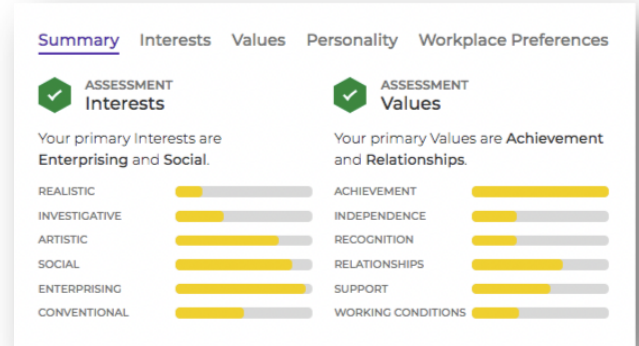 Summary Interests Values Personality Workplace Preferences
ASSESSMENT
Interests
Your primary Interests are
Enterprising and Social.
REALISTIC
INVESTIGATIVE
ARTISTIC
SOCIAL
ENTERPRISING
CONVENTIONAL
ASSESSMENT
Values
Your primary Values are Achievement
and Relationships.
ACHIEVEMENT
INDEPENDENCE
RECOGNITION
RELATIONSHIPS
SUPPORT
WORKING CONDITIONS